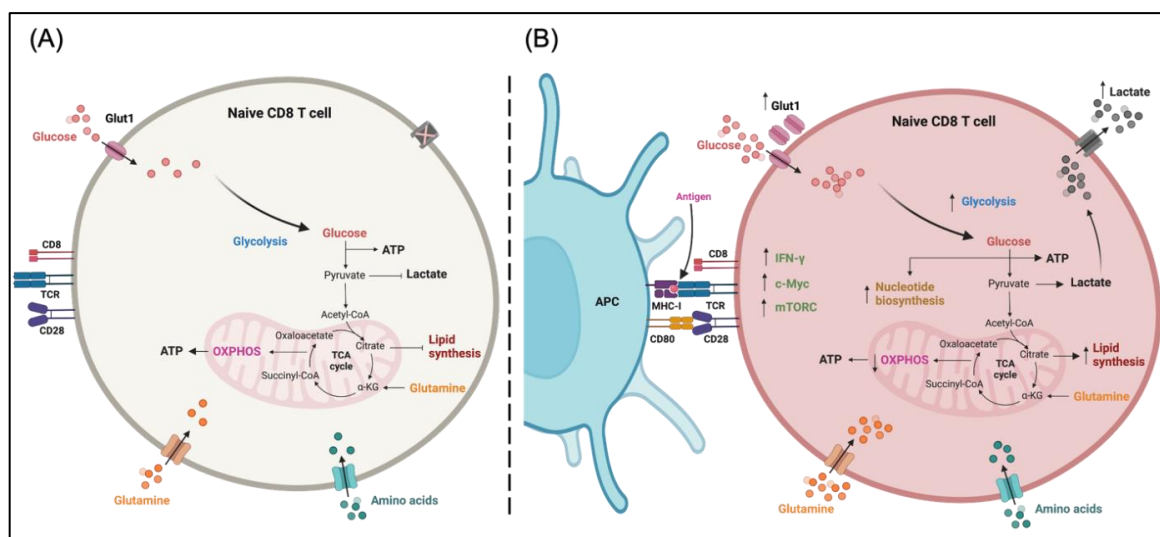 (A)
Naive CD8 T cell
Glut1
Glucose
Glycolysis
Glucose
ATP
Pyruvate
Lactate
CD8
TCR
CD28
Acetyl-CoA
Oxaloacetate
Citrate
Lipid
synthesis
ATP
OXPHOS
TCA
cycle
Succinyl-CoA
α-KG
Glutamine
Glutamine
Amino acids
(B)
↑
Lactate
↑ Glut1
Naive CD8 T cell
Glucose
Antigen
↑ Glycolysis
CD8
Glucose
↑ IFN-γ
ATP
APC
MHC-I
TCR
↑ c-Myc
↑ Nucleotide
biosynthesis
Pyruvate
Lactate
↑ mTORC
CD80
CD28
Acetyl-CoA
Oxaloacetate
Citrate
↑ Lipid
synthesis
ATP
↓ OXPHOS
TCA
cycle
Succinyl-CoA
α-KG
Glutamine
Glutamine
Amino acids